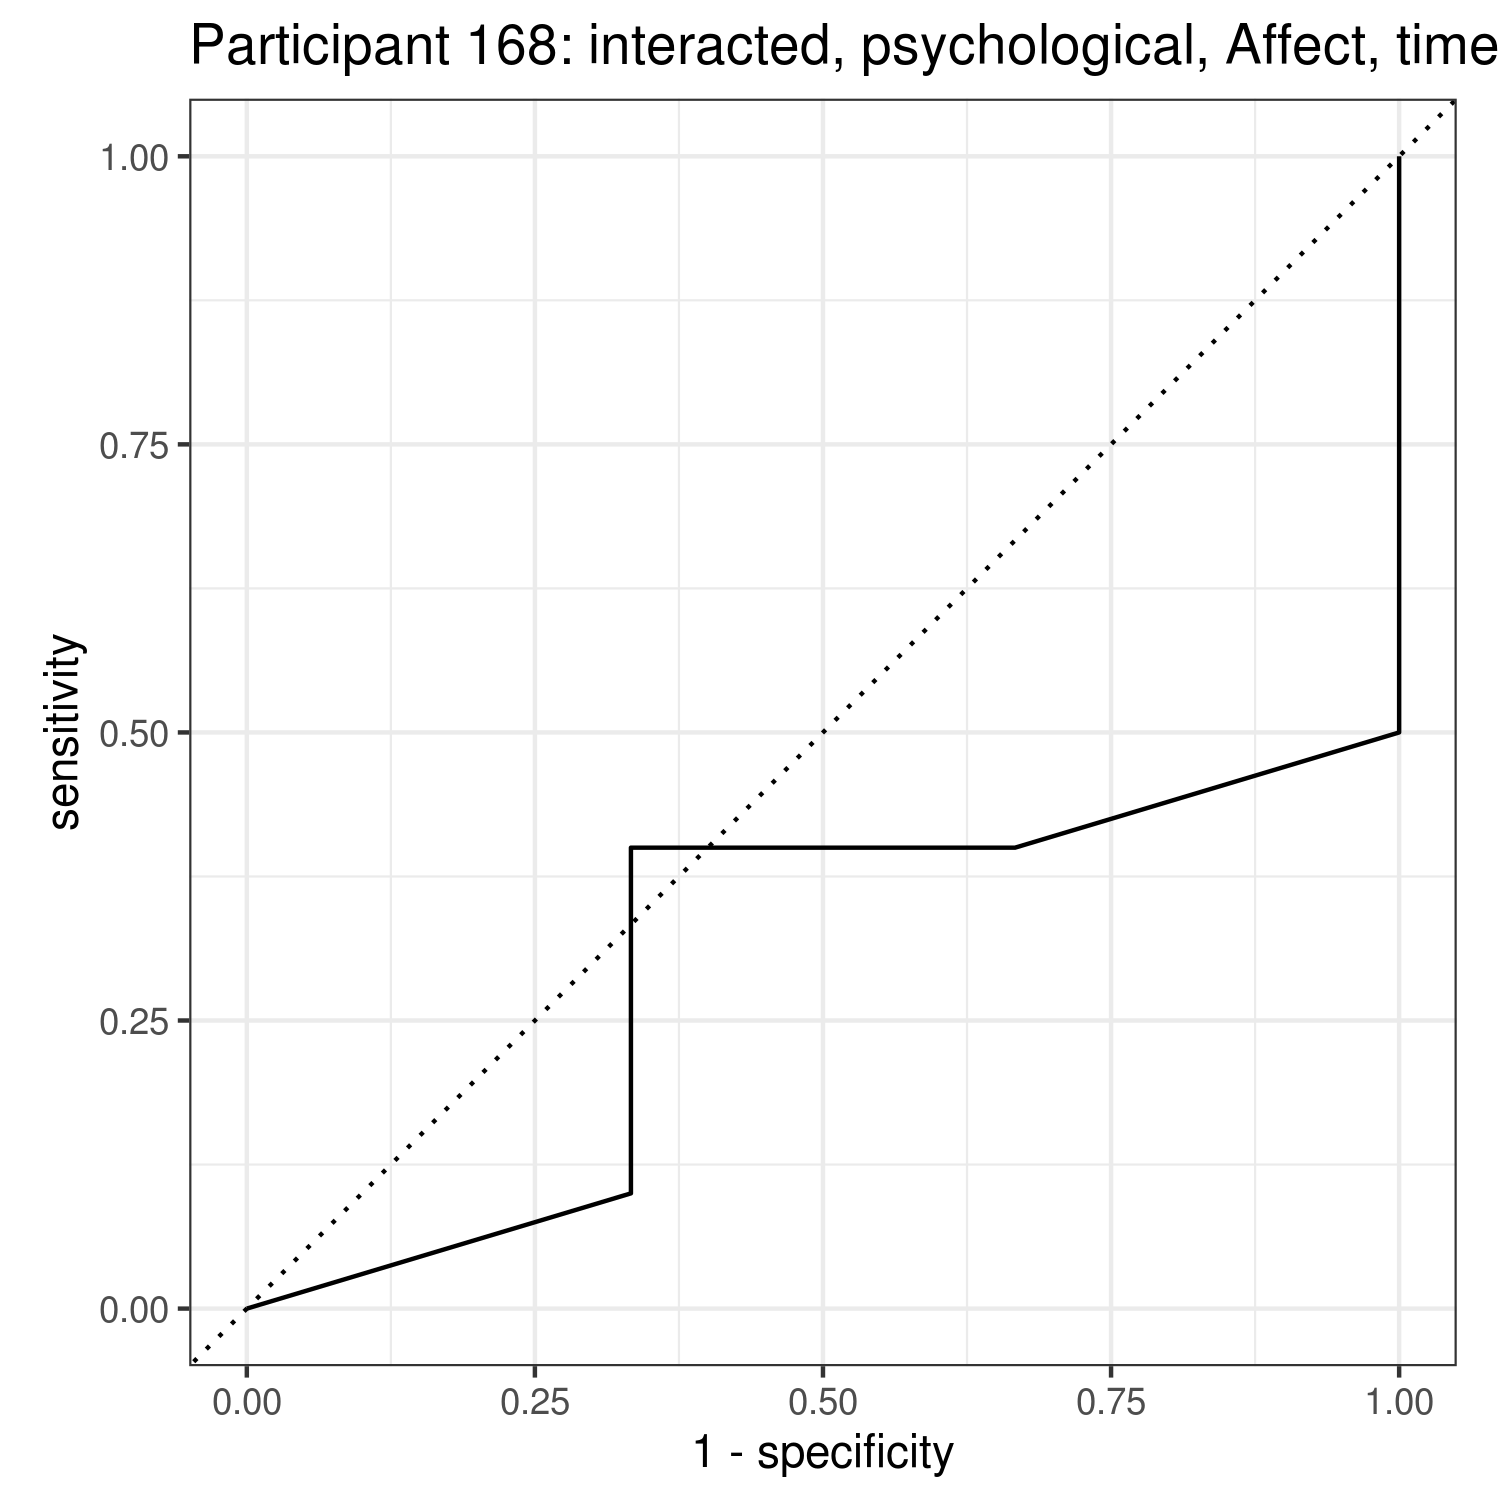 Participant 168: interacted, psychological, Affect, time
1.00
0.75
0.50
0.25
0.00
sensitivity
0.00 0.25 0.50 0.75 1.00
1 - specificity